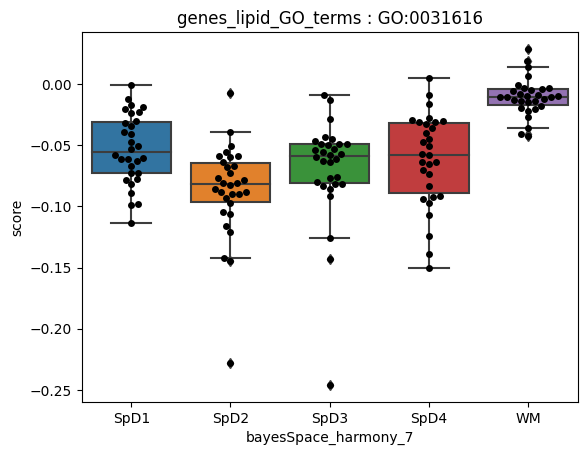 genes_lipid_GO_terms : GO:0031616
0.00
−0.05
−0.10
−0.15
−0.20
−0.25
score
SpD1 SpD2 SpD3 SpD4 WM
bayesSpace_harmony_7